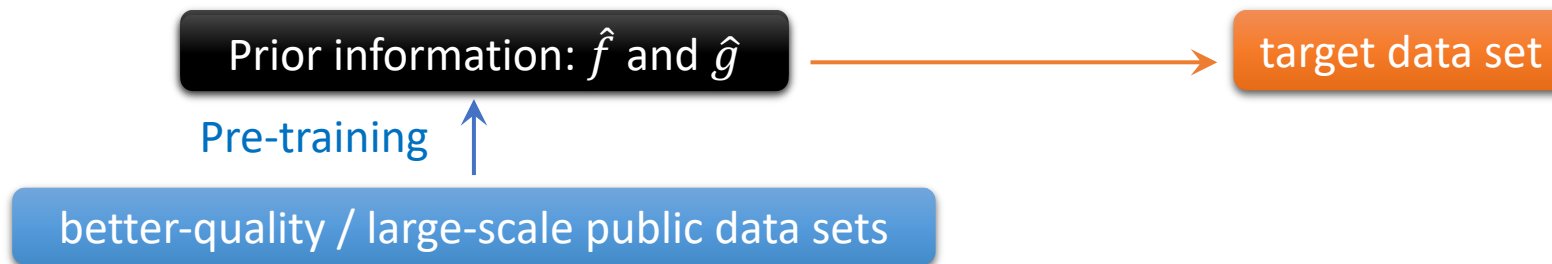 Prior information: f̂ and ĝ
target data set
Pre-training
better-quality / large-scale public data sets